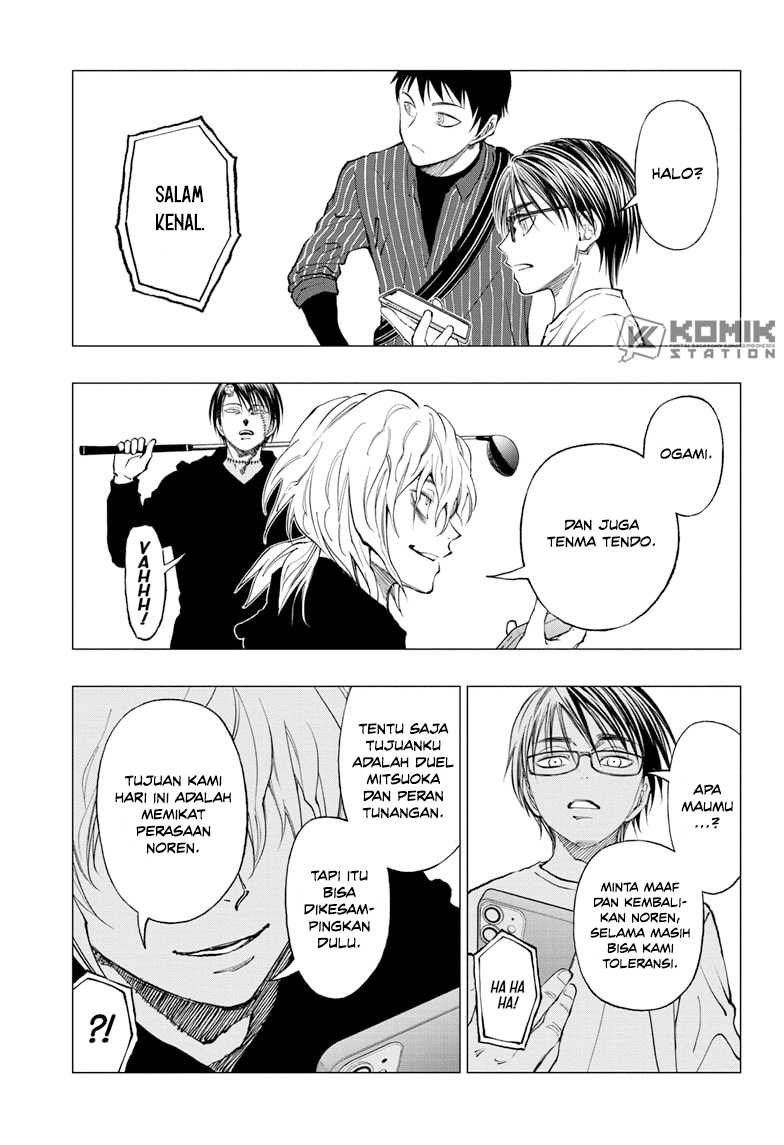 HALO?
SALAM
KENAL.
KOMIK
STATION
OGAMI.
DAN JUGA
TENMA TENDO.
VAHHH!
APA
MAUMU
...?
MINTA MAAF
DAN KEMBALI-
KAN NOREN,
SELAMA MASIH
BISA KAMI
TOLERANSI.
HA HA
HA!
TENTU SAJA
TUJUANKU
ADALAH DUEL
MITSUOKA
DAN PERAN
TUNANGAN.
TAPI ITU
BISA
DIKESAM-
PINGKAN
DULU.
TUJUAN KAMI
HARI INI ADALAH
MEMIKAT
PERASAAN
NOREN.
?!